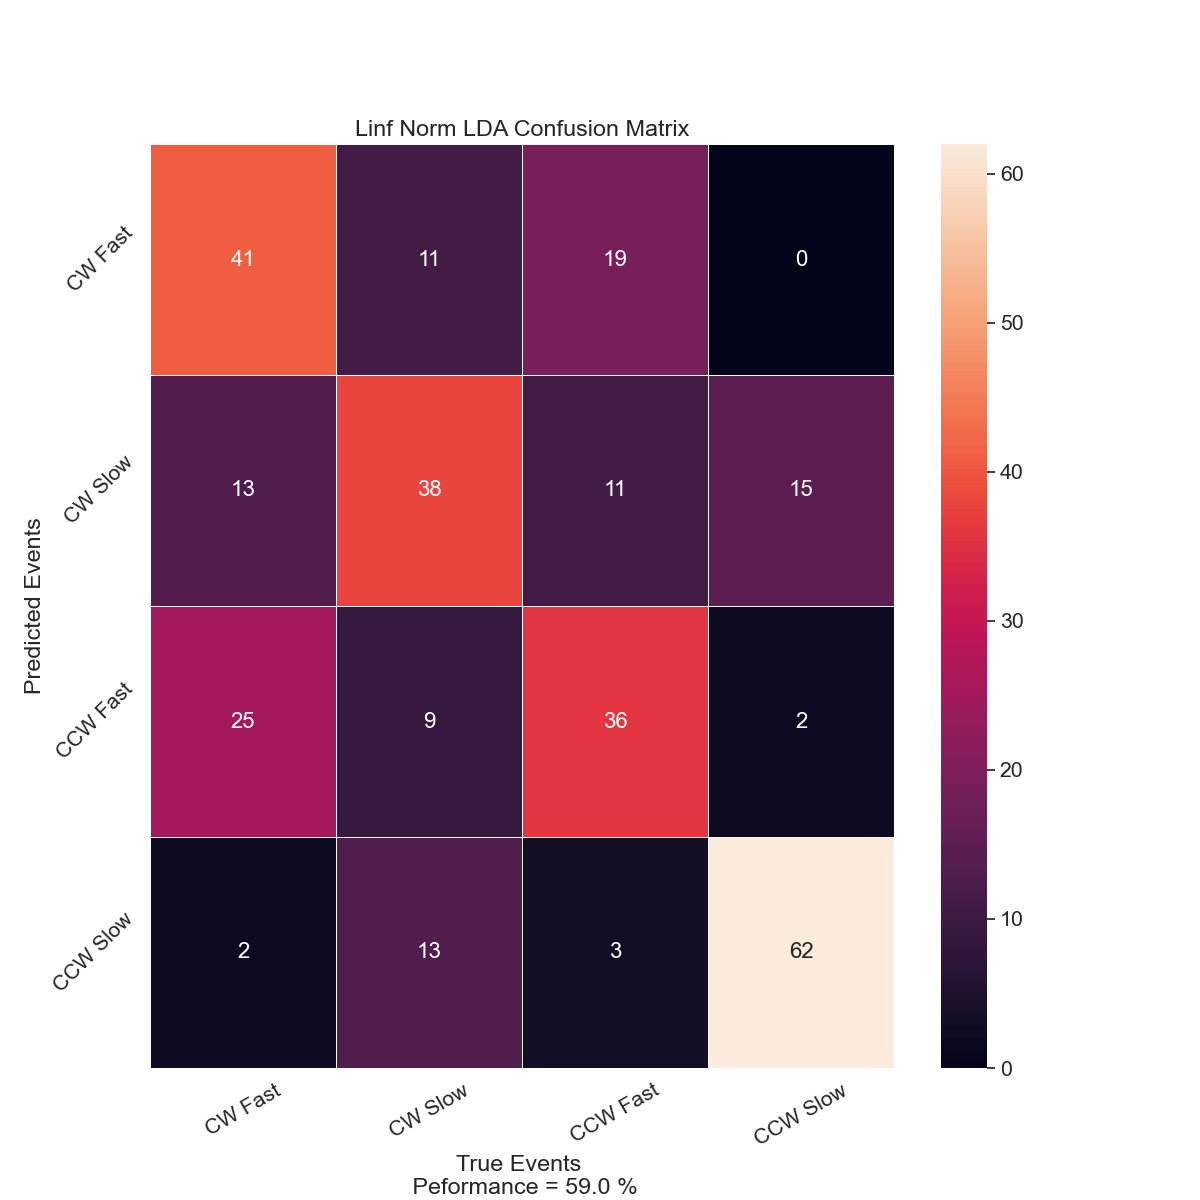 Linf Norm LDA Confusion Matrix
Predicted Events
CW Fast
41 11 19 0
CW Slow
13 38 11 15
CCW Fast
25 9 36 2
CCW Slow
2 13 3 62
CW Fast CW Slow CCW Fast CCW Slow
True Events
Peformance = 59.0 %
60
50
40
30
20
10
0